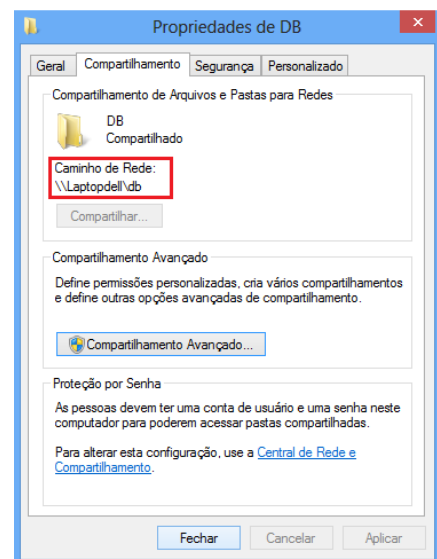 Propriedades de DB
Geral Compartilhamento Segurança Personalizado
Compartilhamento de Arquivos e Pastas para Redes
DB
Compartilhado
Caminho de Rede:
\\Laptopdell\db
Compartilhar...
Compartilhamento Avançado
Define permissões personalizadas, cria vários compartilhamentos
e define outras opções avançadas de compartilhamento.
Compartilhamento Avançado...
Proteção por Senha
As pessoas devem ter uma conta de usuário e uma senha neste
computador para poderem acessar pastas compartilhadas.
Para alterar esta configuração, use a Central de Rede e
Compartilhamento.
Fechar Cancelar Aplicar